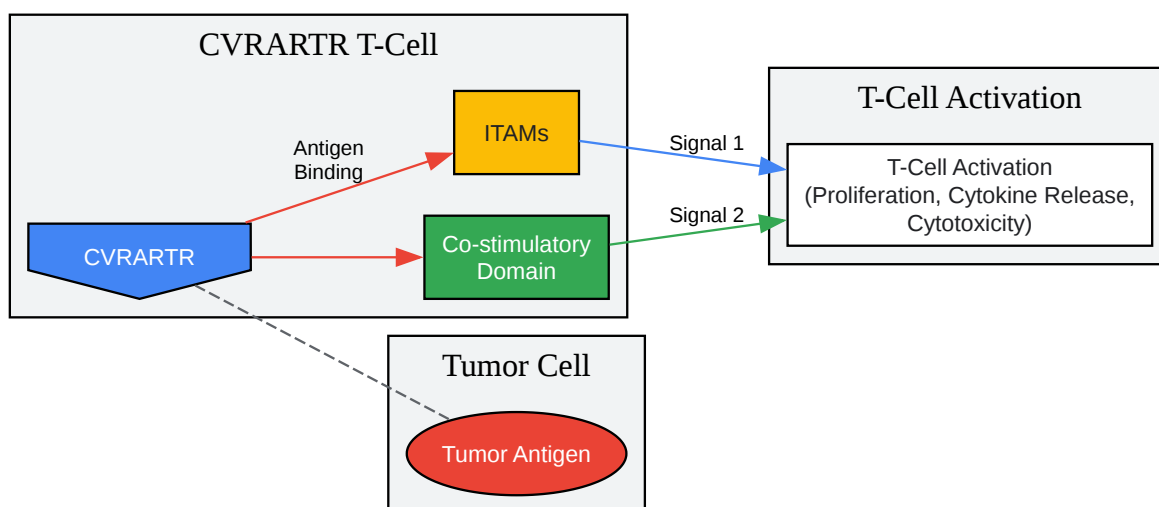 CVRARTR T-Cell
T-Cell Activation
ITAMs
Signal 1
Antigen
Binding
T-Cell Activation
(Proliferation, Cytokine Release,
Cytotoxicity)
Signal 2
CVRARTR
Co-stimulatory
Domain
Tumor Cell
Tumor Antigen